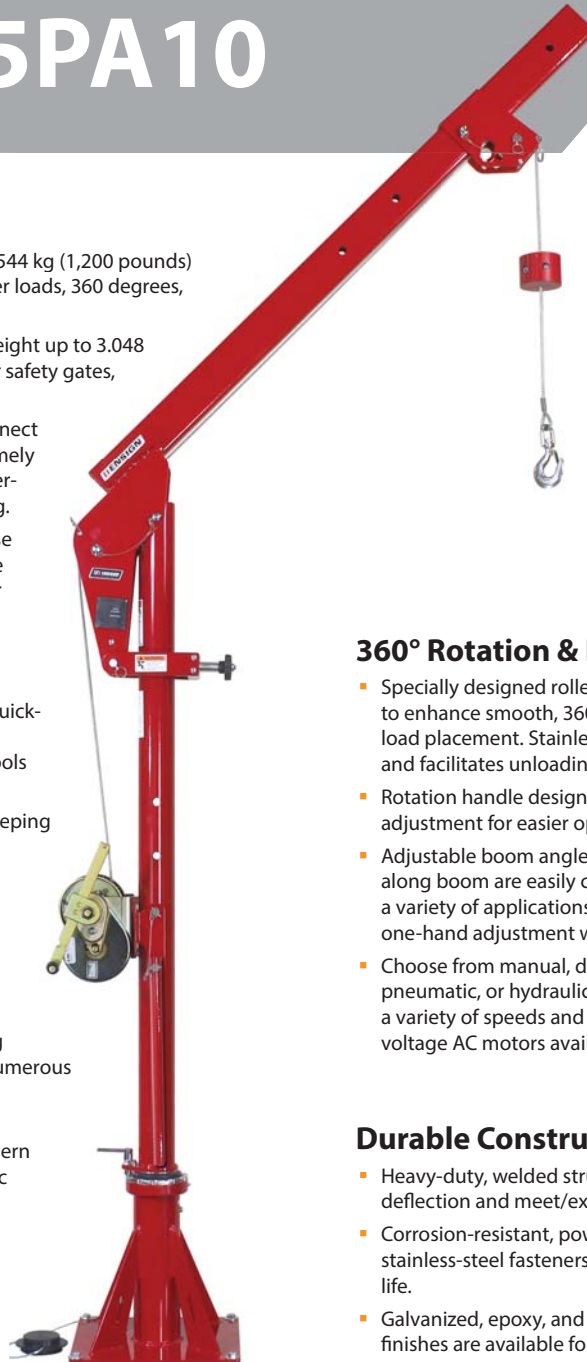 5PA10
544 kg (1,200 pounds)
er loads, 360 degrees,
eight up to 3.048
safety gates,
nect
mely
er-
g.
se
e
uick-
ols
eeping
g
umerous
ern
c
ENSIGN
360° Rotation &
Specially designed rolle
to enhance smooth, 360
load placement. Stainle
and facilitates unloadin
Rotation handle design
adjustment for easier op
Adjustable boom angle
along boom are easily c
a variety of applications
one-hand adjustment w
Choose from manual, d
pneumatic, or hydraulic
a variety of speeds and
voltage AC motors avai
Durable Constru
Heavy-duty, welded stru
deflection and meet/ex
Corrosion-resistant, pow
stainless-steel fasteners
life.
Galvanized, epoxy, and
finishes are available fo